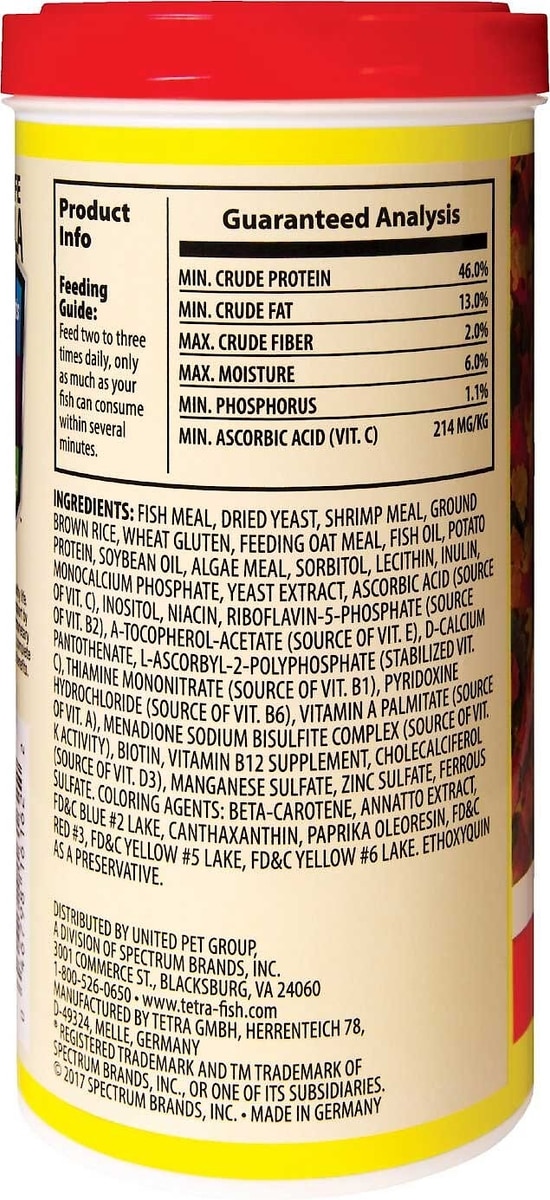 Product
Info
Feeding
Guide:
Feed two to three
times daily, only
as much as your
fish can consume
within several
minutes.
Guaranteed Analysis
MIN. CRUDE PROTEIN 46.0%
MIN. CRUDE FAT 13.0%
MAX. CRUDE FIBER 2.0%
MAX. MOISTURE 6.0%
MIN. PHOSPHORUS 1.1%
MIN. ASCORBIC ACID (VIT. C) 214 MG/KG
INGREDIENTS: FISH MEAL, DRIED YEAST, SHRIMP MEAL, GROUND
BROWN RICE, WHEAT GLUTEN, FEEDING OAT MEAL, FISH OIL, POTATO
PROTEIN, SOYBEAN OIL, ALGAE MEAL, SORBITOL, LECITHIN, INULIN,
MONOCALCIUM PHOSPHATE, YEAST EXTRACT, ASCORBIC ACID (SOURCE
OF VIT. C), INOSITOL, NIACIN, RIBOFLAVIN-5-PHOSPHATE (SOURCE
OF VIT. B2), A-TOCOPHEROL-ACETATE (SOURCE OF VIT. E), D-CALCIUM
PANTOTHENATE, L-ASCORBYL-2-POLYPHOSPHATE (STABILIZED VIT.
C), THIAMINE MONONITRATE (SOURCE OF VIT. B1), PYRIDOXINE
HYDROCHLORIDE (SOURCE OF VIT. B6), VITAMIN A PALMITATE (SOURCE
OF VIT. A), MENADIONE SODIUM BISULFITE COMPLEX (SOURCE OF VIT.
K ACTIVITY), BIOTIN, VITAMIN B12 SUPPLEMENT, CHOLECALCIFEROL
(SOURCE OF VIT. D3), MANGANESE SULFATE, ZINC SULFATE, FERROUS
SULFATE. COLORING AGENTS: BETA-CAROTENE, ANNATTO EXTRACT,
FD&C BLUE #2 LAKE, CANTHAXANTHIN, PAPRIKA OLEORESIN, FD&C
RED #3, FD&C YELLOW #5 LAKE, FD&C YELLOW #6 LAKE. ETHOXYQUIN
AS A PRESERVATIVE.
DISTRIBUTED BY UNITED PET GROUP,
A DIVISION OF SPECTRUM BRANDS, INC.
3001 COMMERCE ST., BLACKSBURG, VA 24060
1-800-526-0650 • www.tetra-fish.com
MANUFACTURED BY TETRA GMBH, HERRENTEICH 78,
D-49324, MELLE, GERMANY
® REGISTERED TRADEMARK AND TM TRADEMARK OF
SPECTRUM BRANDS, INC., OR ONE OF ITS SUBSIDIARIES.
© 2017 SPECTRUM BRANDS, INC. • MADE IN GERMANY